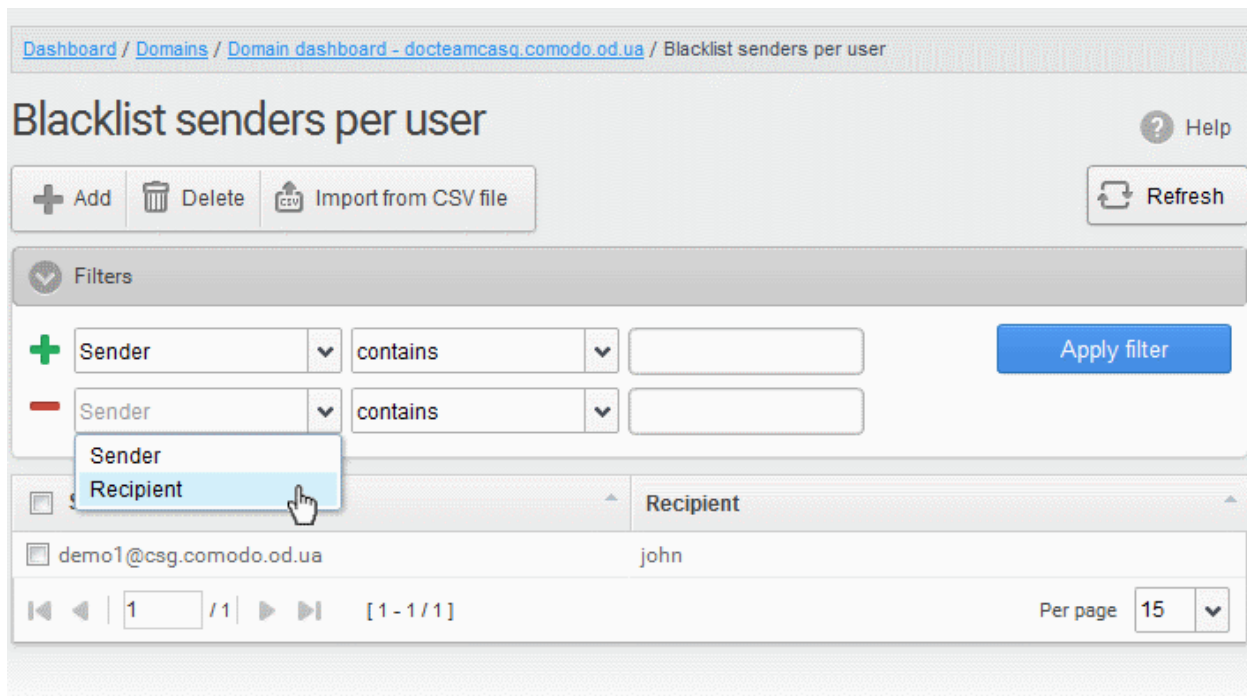 Dashboard / Domains / Domain dashboard - docteamcasg.comodo.od.ua / Blacklist senders per user
Blacklist senders per user
Help
Add Delete Import from CSV file
Refresh
Filters
Sender contains
Apply filter
Sender contains
Sender
Recipient
Recipient
demo1@csg.comodo.od.ua john
1 / 1 [ 1 - 1 / 1 ] Per page 15